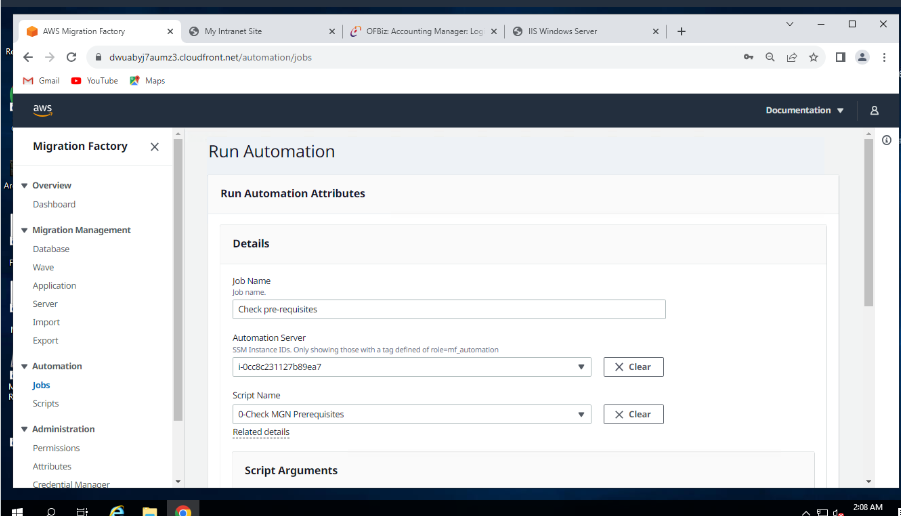 AWS Migration Factory
My Intranet Site
OFBiz: Accounting Manager: Log
IIS Windows Server
dwuabyj7aumz3.cloudfront.net/automation/jobs
Gmail
YouTube
Maps
aws
Documentation
Migration Factory
Overview
Dashboard
Migration Management
Database
Wave
Application
Server
Import
Export
Automation
Jobs
Scripts
Administration
Permissions
Attributes
Credential Manager
Run Automation
Run Automation Attributes
Details
Job Name
Job name.
Check pre-requisites
Automation Server
SSM Instance IDs. Only showing those with a tag defined of role=mf_automation
i-0cc8c231127b89ea7
Clear
Script Name
0-Check MGN Prerequisites
Clear
Related details
Script Arguments
2:08 AM